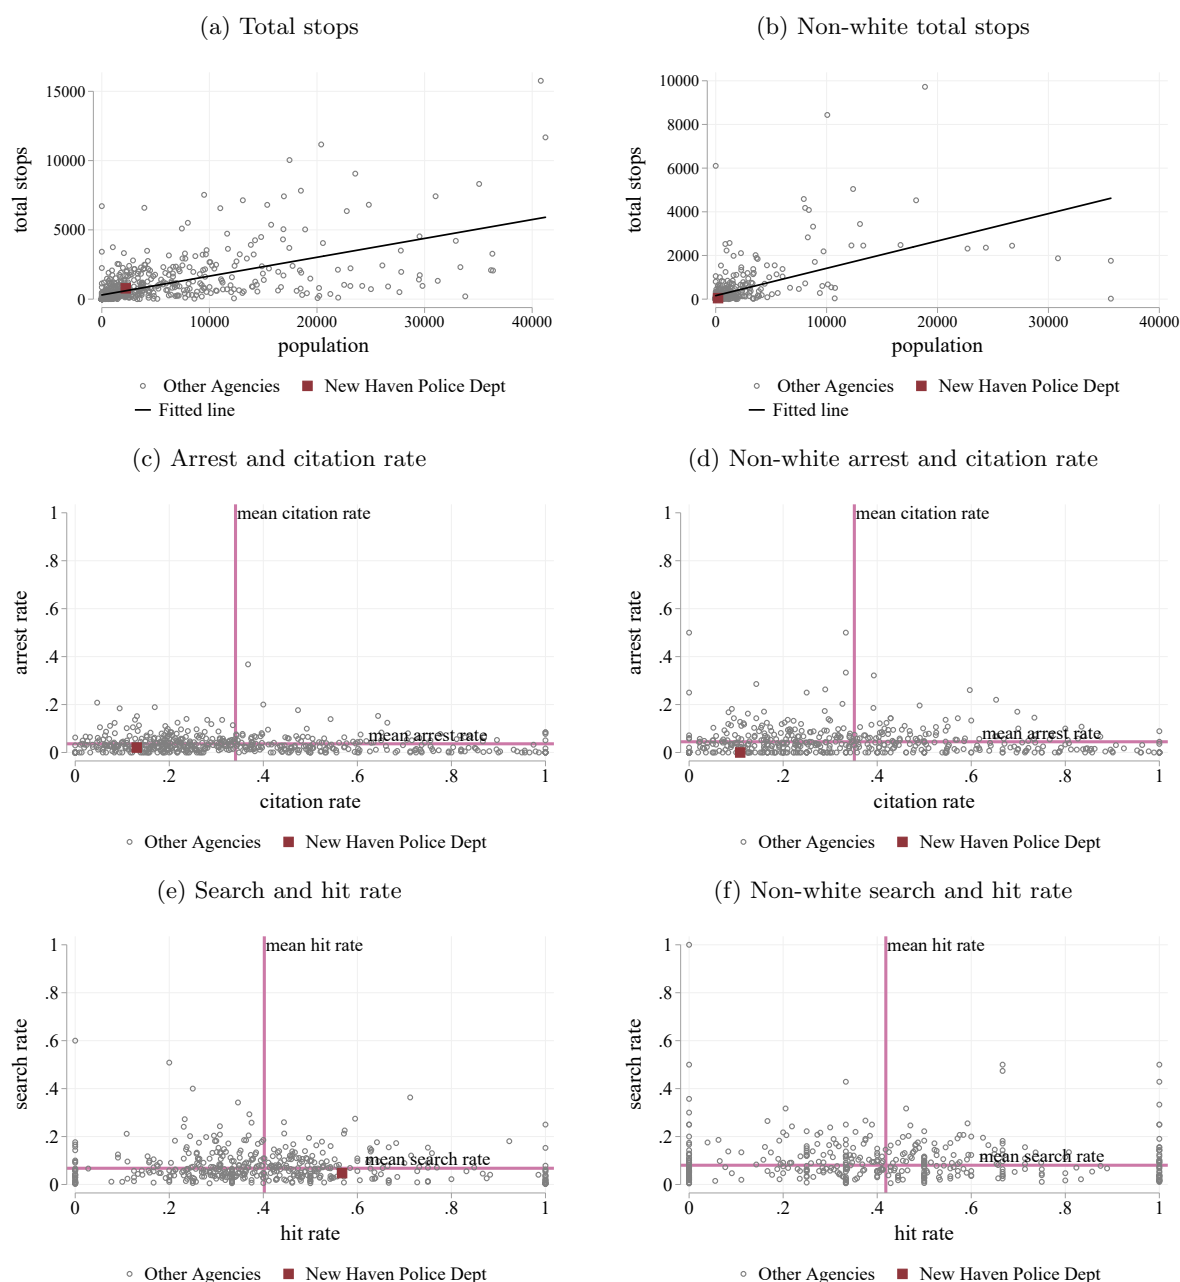 (a) Total stops
15000
10000
5000
0
total stops
0 10000 20000 30000 40000
population
Other Agencies New Haven Police Dept
Fitted line
(b) Non-white total stops
10000
8000
6000
4000
2000
0
total stops
0 10000 20000 30000 40000
population
Other Agencies New Haven Police Dept
Fitted line
(c) Arrest and citation rate
mean citation rate
1
.8
.6
.4
.2
0
arrest rate
mean arrest rate
0 .2 .4 .6 .8 1
citation rate
Other Agencies New Haven Police Dept
(d) Non-white arrest and citation rate
mean citation rate
1
.8
.6
.4
.2
0
arrest rate
mean arrest rate
0 .2 .4 .6 .8 1
citation rate
Other Agencies New Haven Police Dept
(e) Search and hit rate
mean hit rate
1
.8
.6
.4
.2
0
search rate
mean search rate
0 .2 .4 .6 .8 1
hit rate
Other Agencies New Haven Police Dept
(f) Non-white search and hit rate
mean hit rate
1
.8
.6
.4
.2
0
search rate
mean search rate
0 .2 .4 .6 .8 1
hit rate
Other Agencies New Haven Police Dept